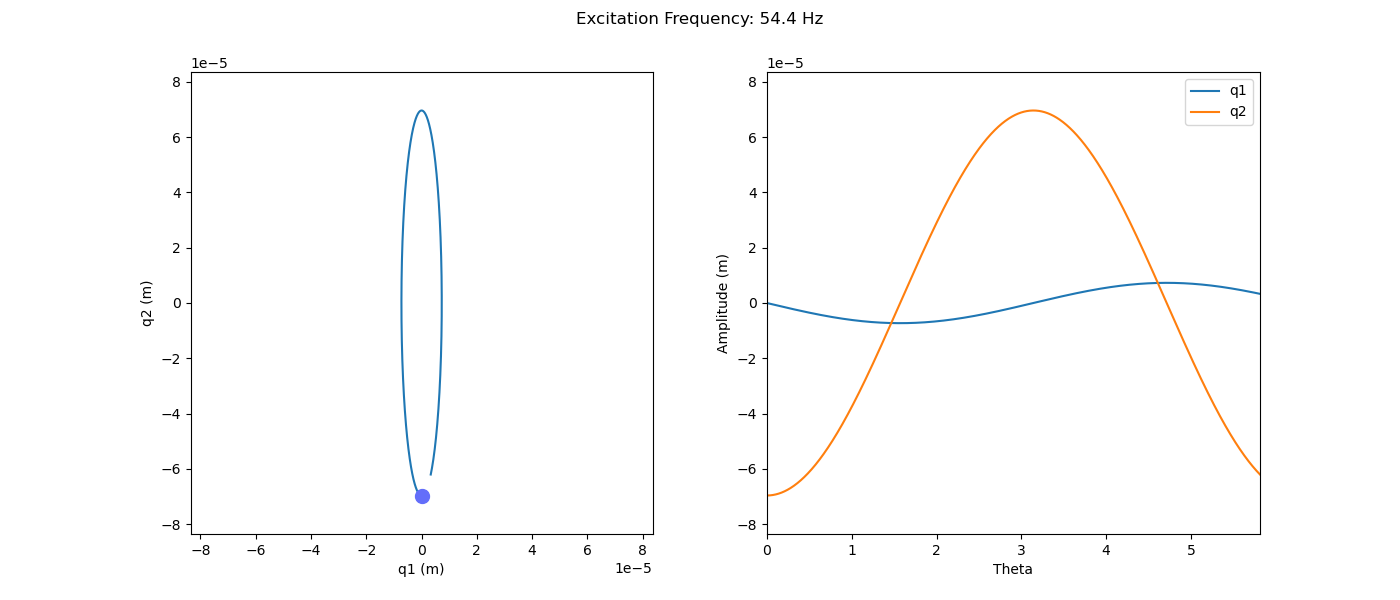 Excitation Frequency: 54.4 Hz
1e−5
8
6
4
2
0
−2
−4
−6
−8
q2 (m)
−8 −6 −4 −2 0 2 4 6 8
q1 (m)
1e−5
1e−5
8
6
4
2
0
−2
−4
−6
−8
Amplitude (m)
0 1 2 3 4 5
Theta
q1
q2